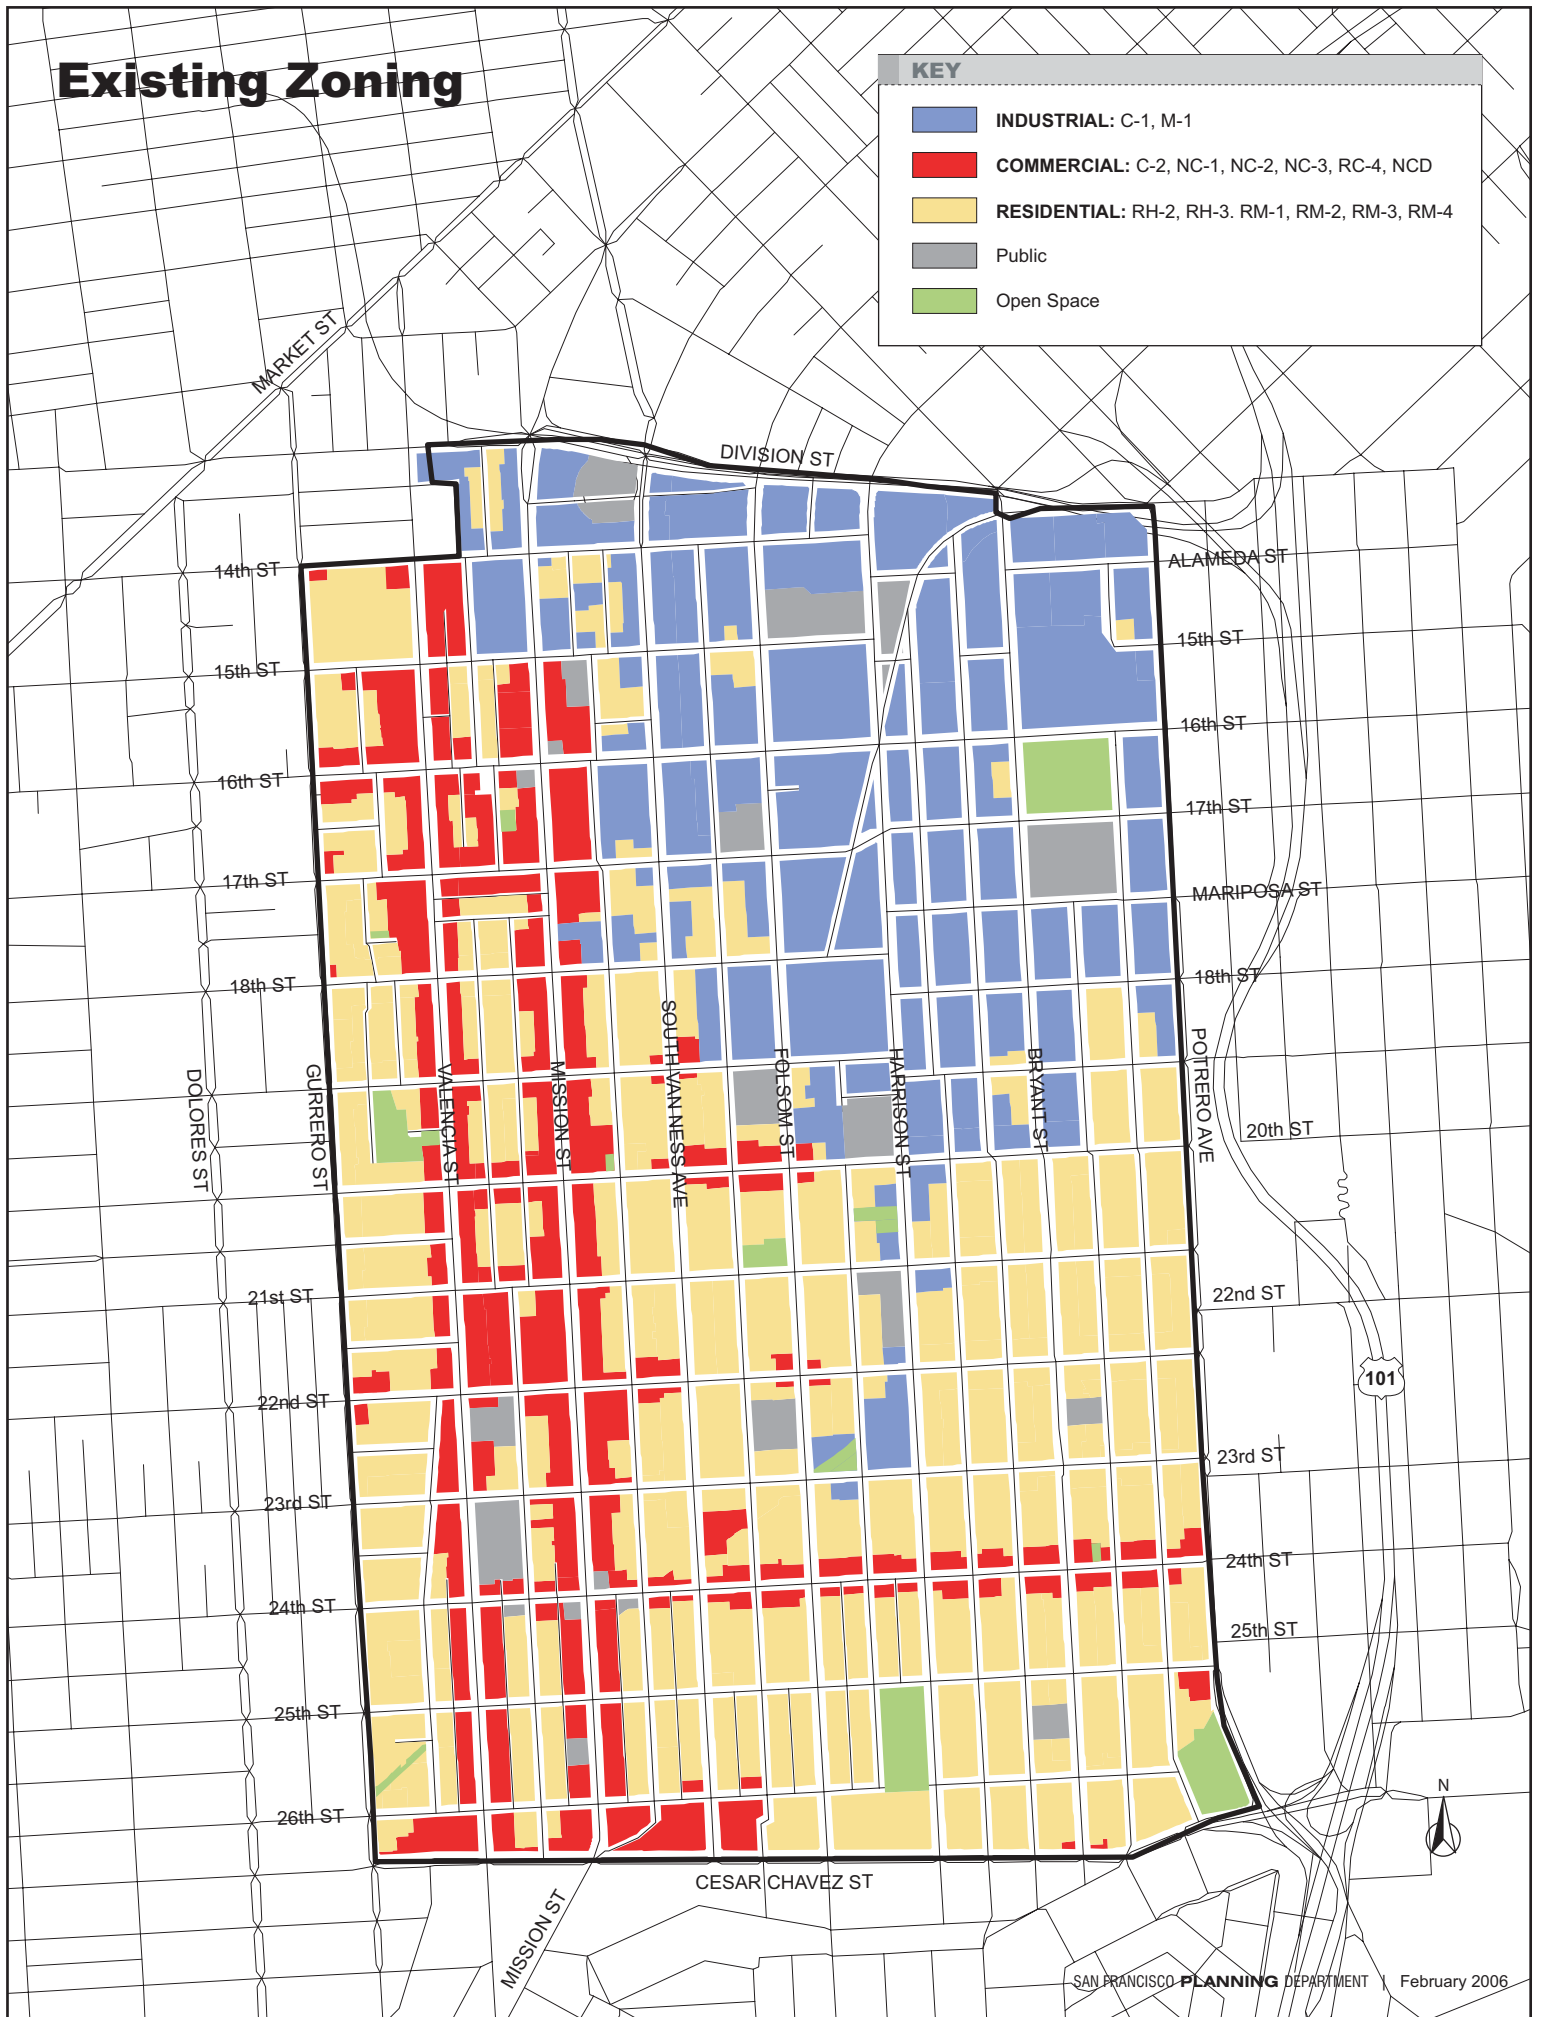 Existing Zoning
KEY
INDUSTRIAL: C-1, M-1
COMMERCIAL: C-2, NC-1, NC-2, NC-3, RC-4, NCD
RESIDENTIAL: RH-2, RH-3. RM-1, RM-2, RM-3, RM-4
Public
Open Space
MARKET ST
DIVISION ST
14th ST
ALAMEDA ST
15th ST
15th ST
16th ST
16th ST
17th ST
17th ST
MARIPOSA ST
18th ST
18th ST
DOLORES ST
GURRERO ST
VALENCIA ST
MISSION ST
SOUTH VAN NESS AVE
FOLSOM ST
HARRISON ST
BRYANT ST
POTRERO AVE
20th ST
21st ST
22nd ST
22nd ST
101
23rd ST
23rd ST
24th ST
24th ST
25th ST
25th ST
26th ST
N
CESAR CHAVEZ ST
MISSION ST
SAN FRANCISCO PLANNING DEPARTMENT | February 2006